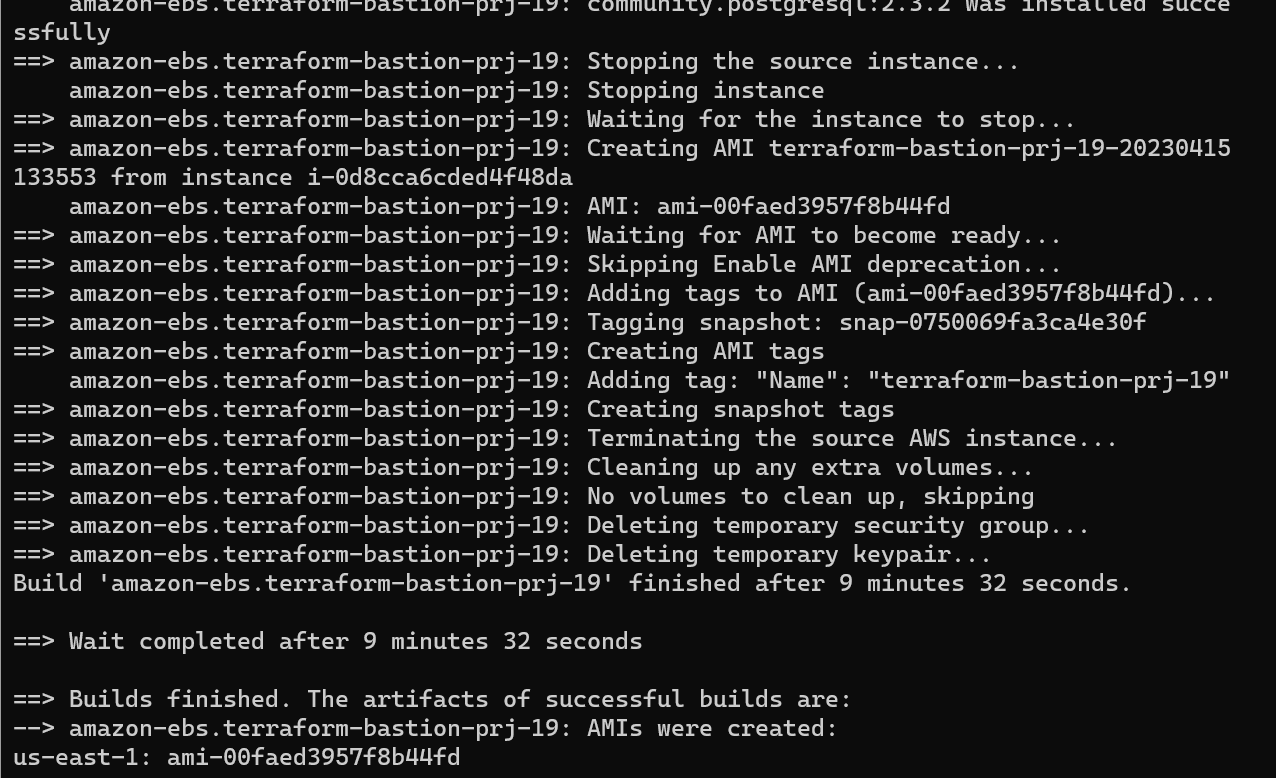 amazon-ebs.terraform-bastion-prj-19: community.postgresql:2.3.2 was installed succe
ssfully
==> amazon-ebs.terraform-bastion-prj-19: Stopping the source instance...
amazon-ebs.terraform-bastion-prj-19: Stopping instance
==> amazon-ebs.terraform-bastion-prj-19: Waiting for the instance to stop...
==> amazon-ebs.terraform-bastion-prj-19: Creating AMI terraform-bastion-prj-19-20230415
133553 from instance i-0d8cca6cded4f48da
amazon-ebs.terraform-bastion-prj-19: AMI: ami-00faed3957f8b44fd
==> amazon-ebs.terraform-bastion-prj-19: Waiting for AMI to become ready...
==> amazon-ebs.terraform-bastion-prj-19: Skipping Enable AMI deprecation...
==> amazon-ebs.terraform-bastion-prj-19: Adding tags to AMI (ami-00faed3957f8b44fd)...
==> amazon-ebs.terraform-bastion-prj-19: Tagging snapshot: snap-0750069fa3ca4e30f
==> amazon-ebs.terraform-bastion-prj-19: Creating AMI tags
amazon-ebs.terraform-bastion-prj-19: Adding tag: "Name": "terraform-bastion-prj-19"
==> amazon-ebs.terraform-bastion-prj-19: Creating snapshot tags
==> amazon-ebs.terraform-bastion-prj-19: Terminating the source AWS instance...
==> amazon-ebs.terraform-bastion-prj-19: Cleaning up any extra volumes...
==> amazon-ebs.terraform-bastion-prj-19: No volumes to clean up, skipping
==> amazon-ebs.terraform-bastion-prj-19: Deleting temporary security group...
==> amazon-ebs.terraform-bastion-prj-19: Deleting temporary keypair...
Build 'amazon-ebs.terraform-bastion-prj-19' finished after 9 minutes 32 seconds.
==> Wait completed after 9 minutes 32 seconds
==> Builds finished. The artifacts of successful builds are:
--> amazon-ebs.terraform-bastion-prj-19: AMIs were created:
us-east-1: ami-00faed3957f8b44fd